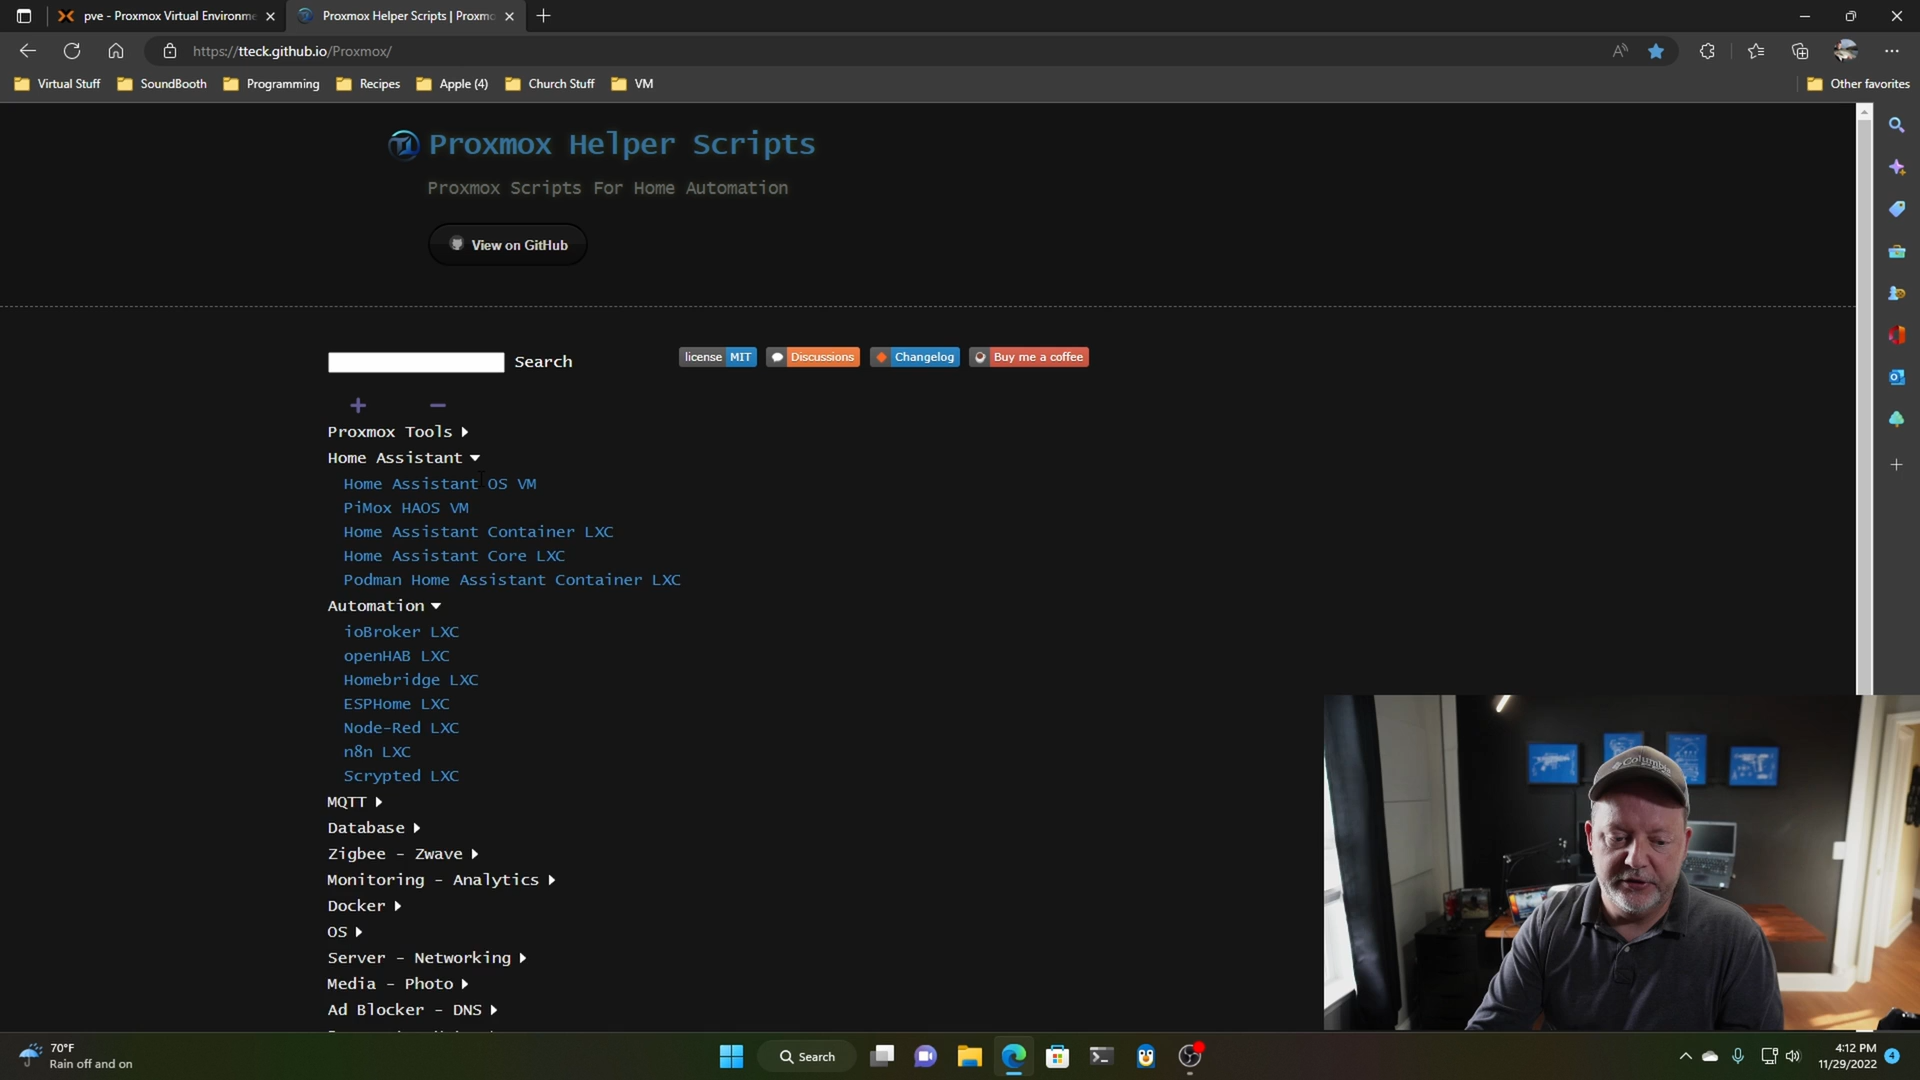 pve - Proxmox Virtual Environme
Proxmox Helper Scripts | Proxmo
https://tteck.github.io/Proxmox/
Virtual Stuff
SoundBooth
Programming
Recipes
Apple (4)
Church Stuff
VM
Other favorites
Proxmox Helper Scripts
Proxmox Scripts For Home Automation
View on GitHub
Search
license MIT
Discussions
Changelog
Buy me a coffee
+ −
Proxmox Tools
Home Assistant
Home Assistant OS VM
PiMox HAOS VM
Home Assistant Container LXC
Home Assistant Core LXC
Podman Home Assistant Container LXC
Automation
ioBroker LXC
openHAB LXC
Homebridge LXC
ESPHome LXC
Node-Red LXC
n8n LXC
Scrypted LXC
MQTT
Database
Zigbee - Zwave
Monitoring - Analytics
Docker
OS
Server - Networking
Media - Photo
Ad Blocker - DNS
Columbia
70°F
Rain off and on
Search
4:12 PM
11/29/2022
4